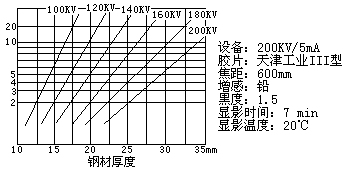 100KV
120KV
140KV
160KV
180KV
200KV
20
10
5
4
3
2
10
15
20
25
30
35mm
钢材厚度
设备: 200KV/5mA
胶片: 天津工业III型
焦距: 600mm
增感: 铅
黑度: 1.5
显影时间: 7 min
显影温度: 20℃